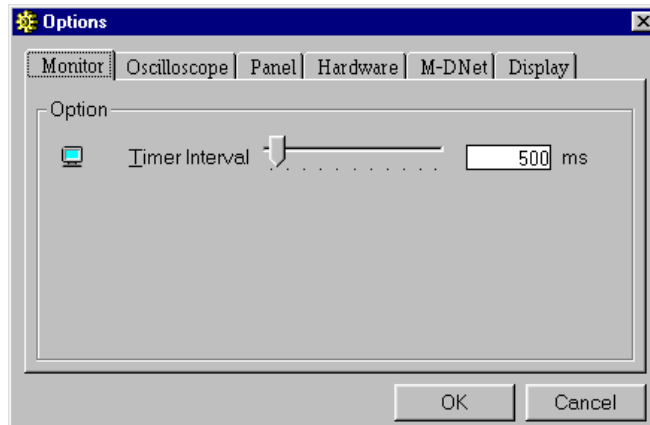 Options
Monitor Oscilloscope Panel Hardware M-DNet Display
Option
Timer Interval 500 ms
OK Cancel